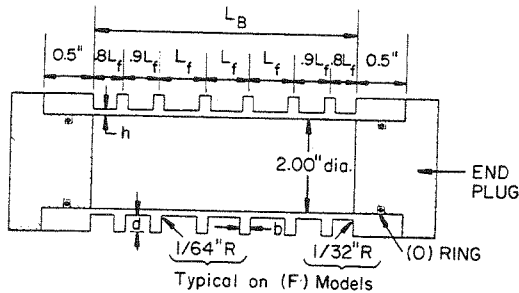 L_B
0.5" .8L_f .9L_f L_f L_f L_f .9L_f .8L_f 0.5"
h
2.00" dia.
END PLUG
d
b
1/64"R
1/32"R
(O) RING
Typical on (F) Models